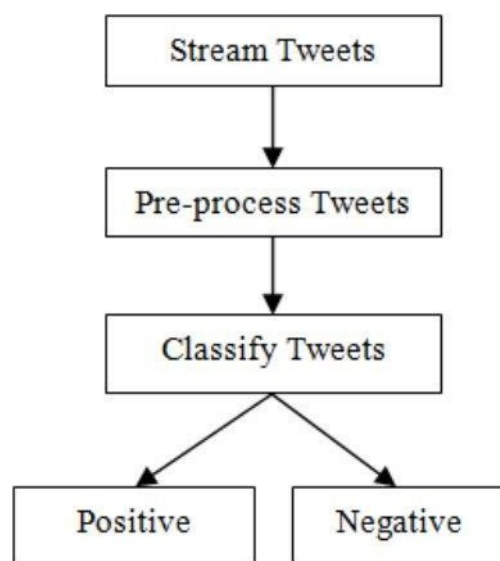 Stream Tweets
Pre-process Tweets
Classify Tweets
Positive
Negative